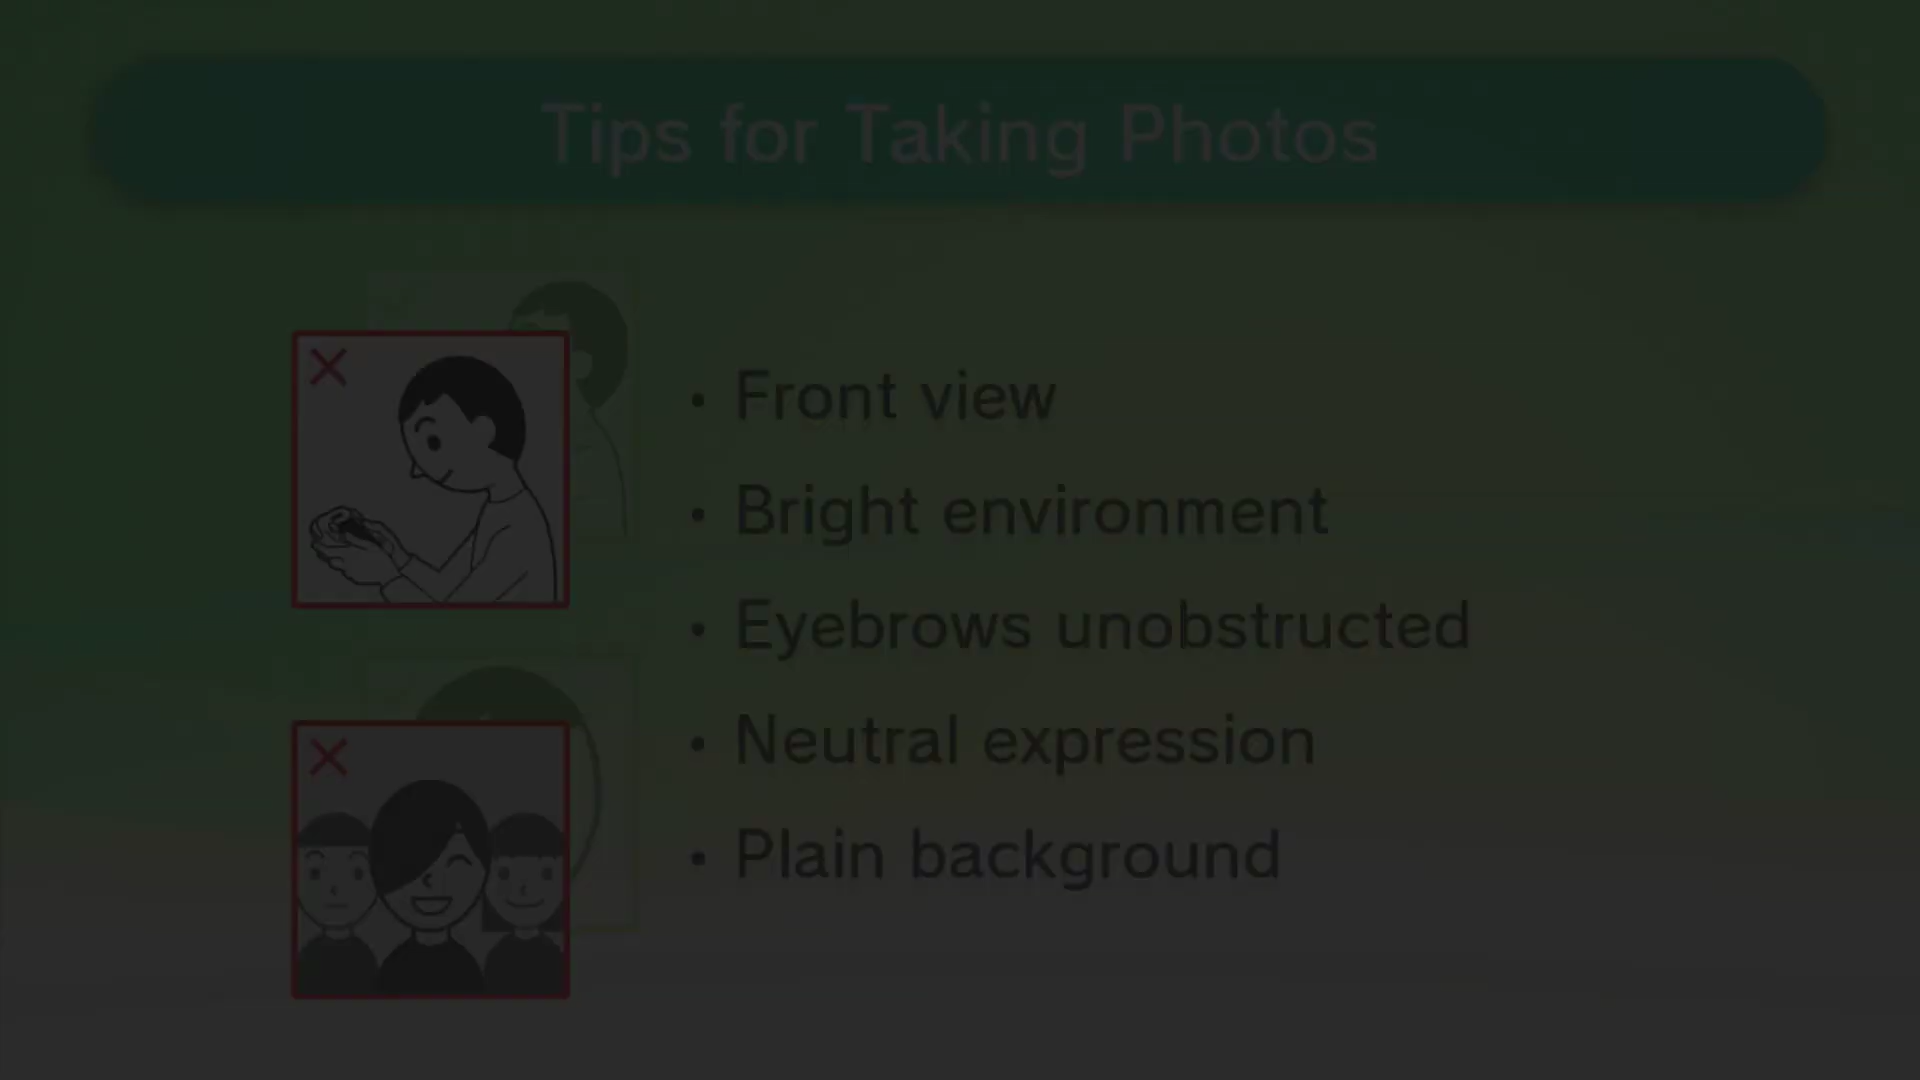 Tips for Taking Photos
• Front view
• Bright environment
• Eyebrows unobstructed
• Neutral expression
• Plain background